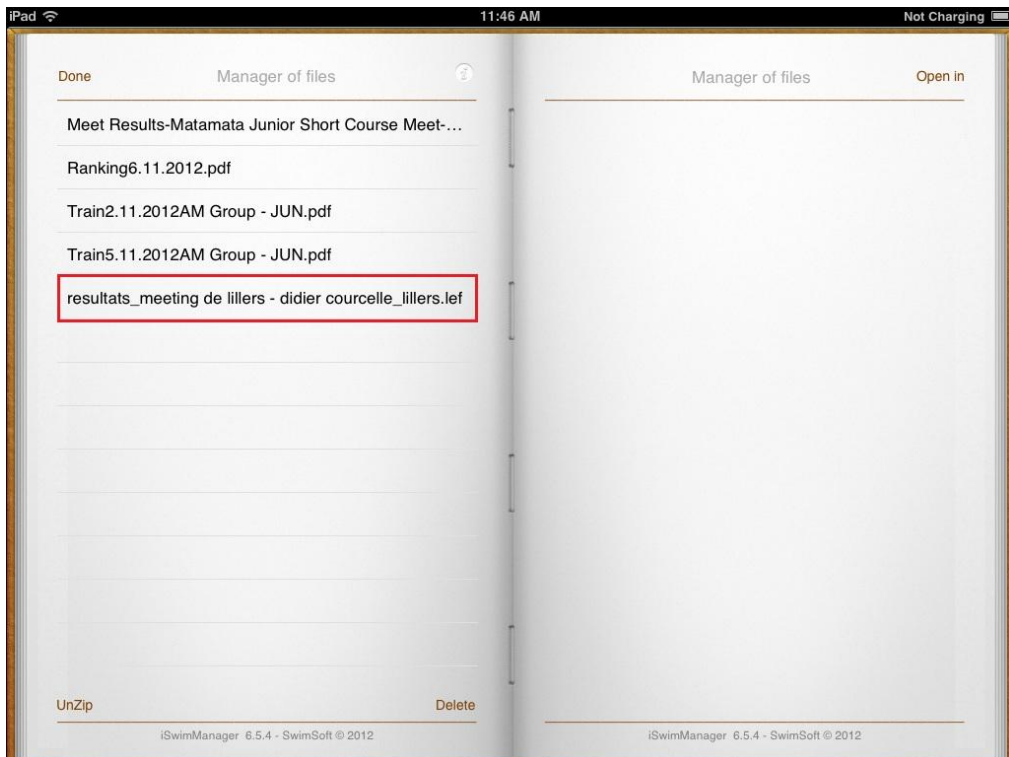 iPad 11:46 AM Not Charging
Done Manager of files i
Meet Results-Matamata Junior Short Course Meet-...
Ranking6.11.2012.pdf
Train2.11.2012AM Group - JUN.pdf
Train5.11.2012AM Group - JUN.pdf
resultats_meeting de lillers - didier courcelle_lillers.lef
UnZip Delete
iSwimManager 6.5.4 - SwimSoft © 2012
Manager of files Open in
iSwimManager 6.5.4 - SwimSoft © 2012